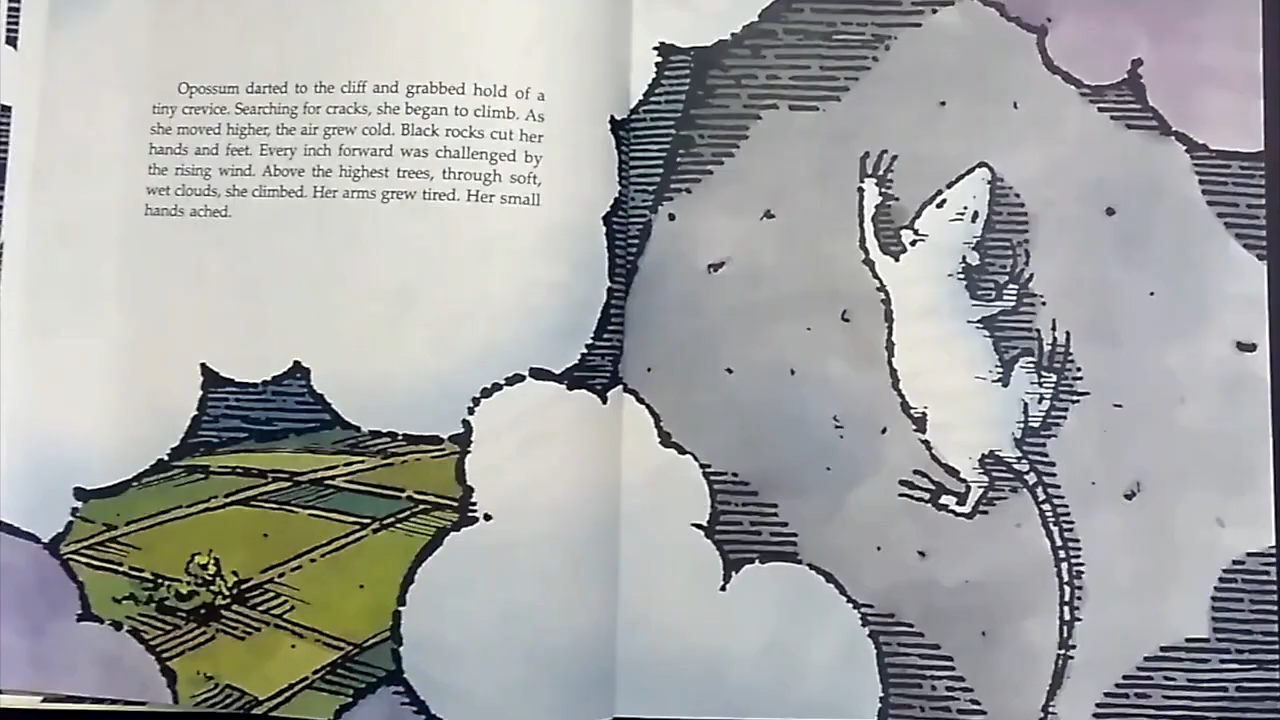 Opossum darted to the cliff and grabbed hold of a
tiny crevice. Searching for cracks, she began to climb. As
she moved higher, the air grew cold. Black rocks cut her
hands and feet. Every inch forward was challenged by
the rising wind. Above the highest trees, through soft,
wet clouds, she climbed. Her arms grew tired. Her small
hands ached.